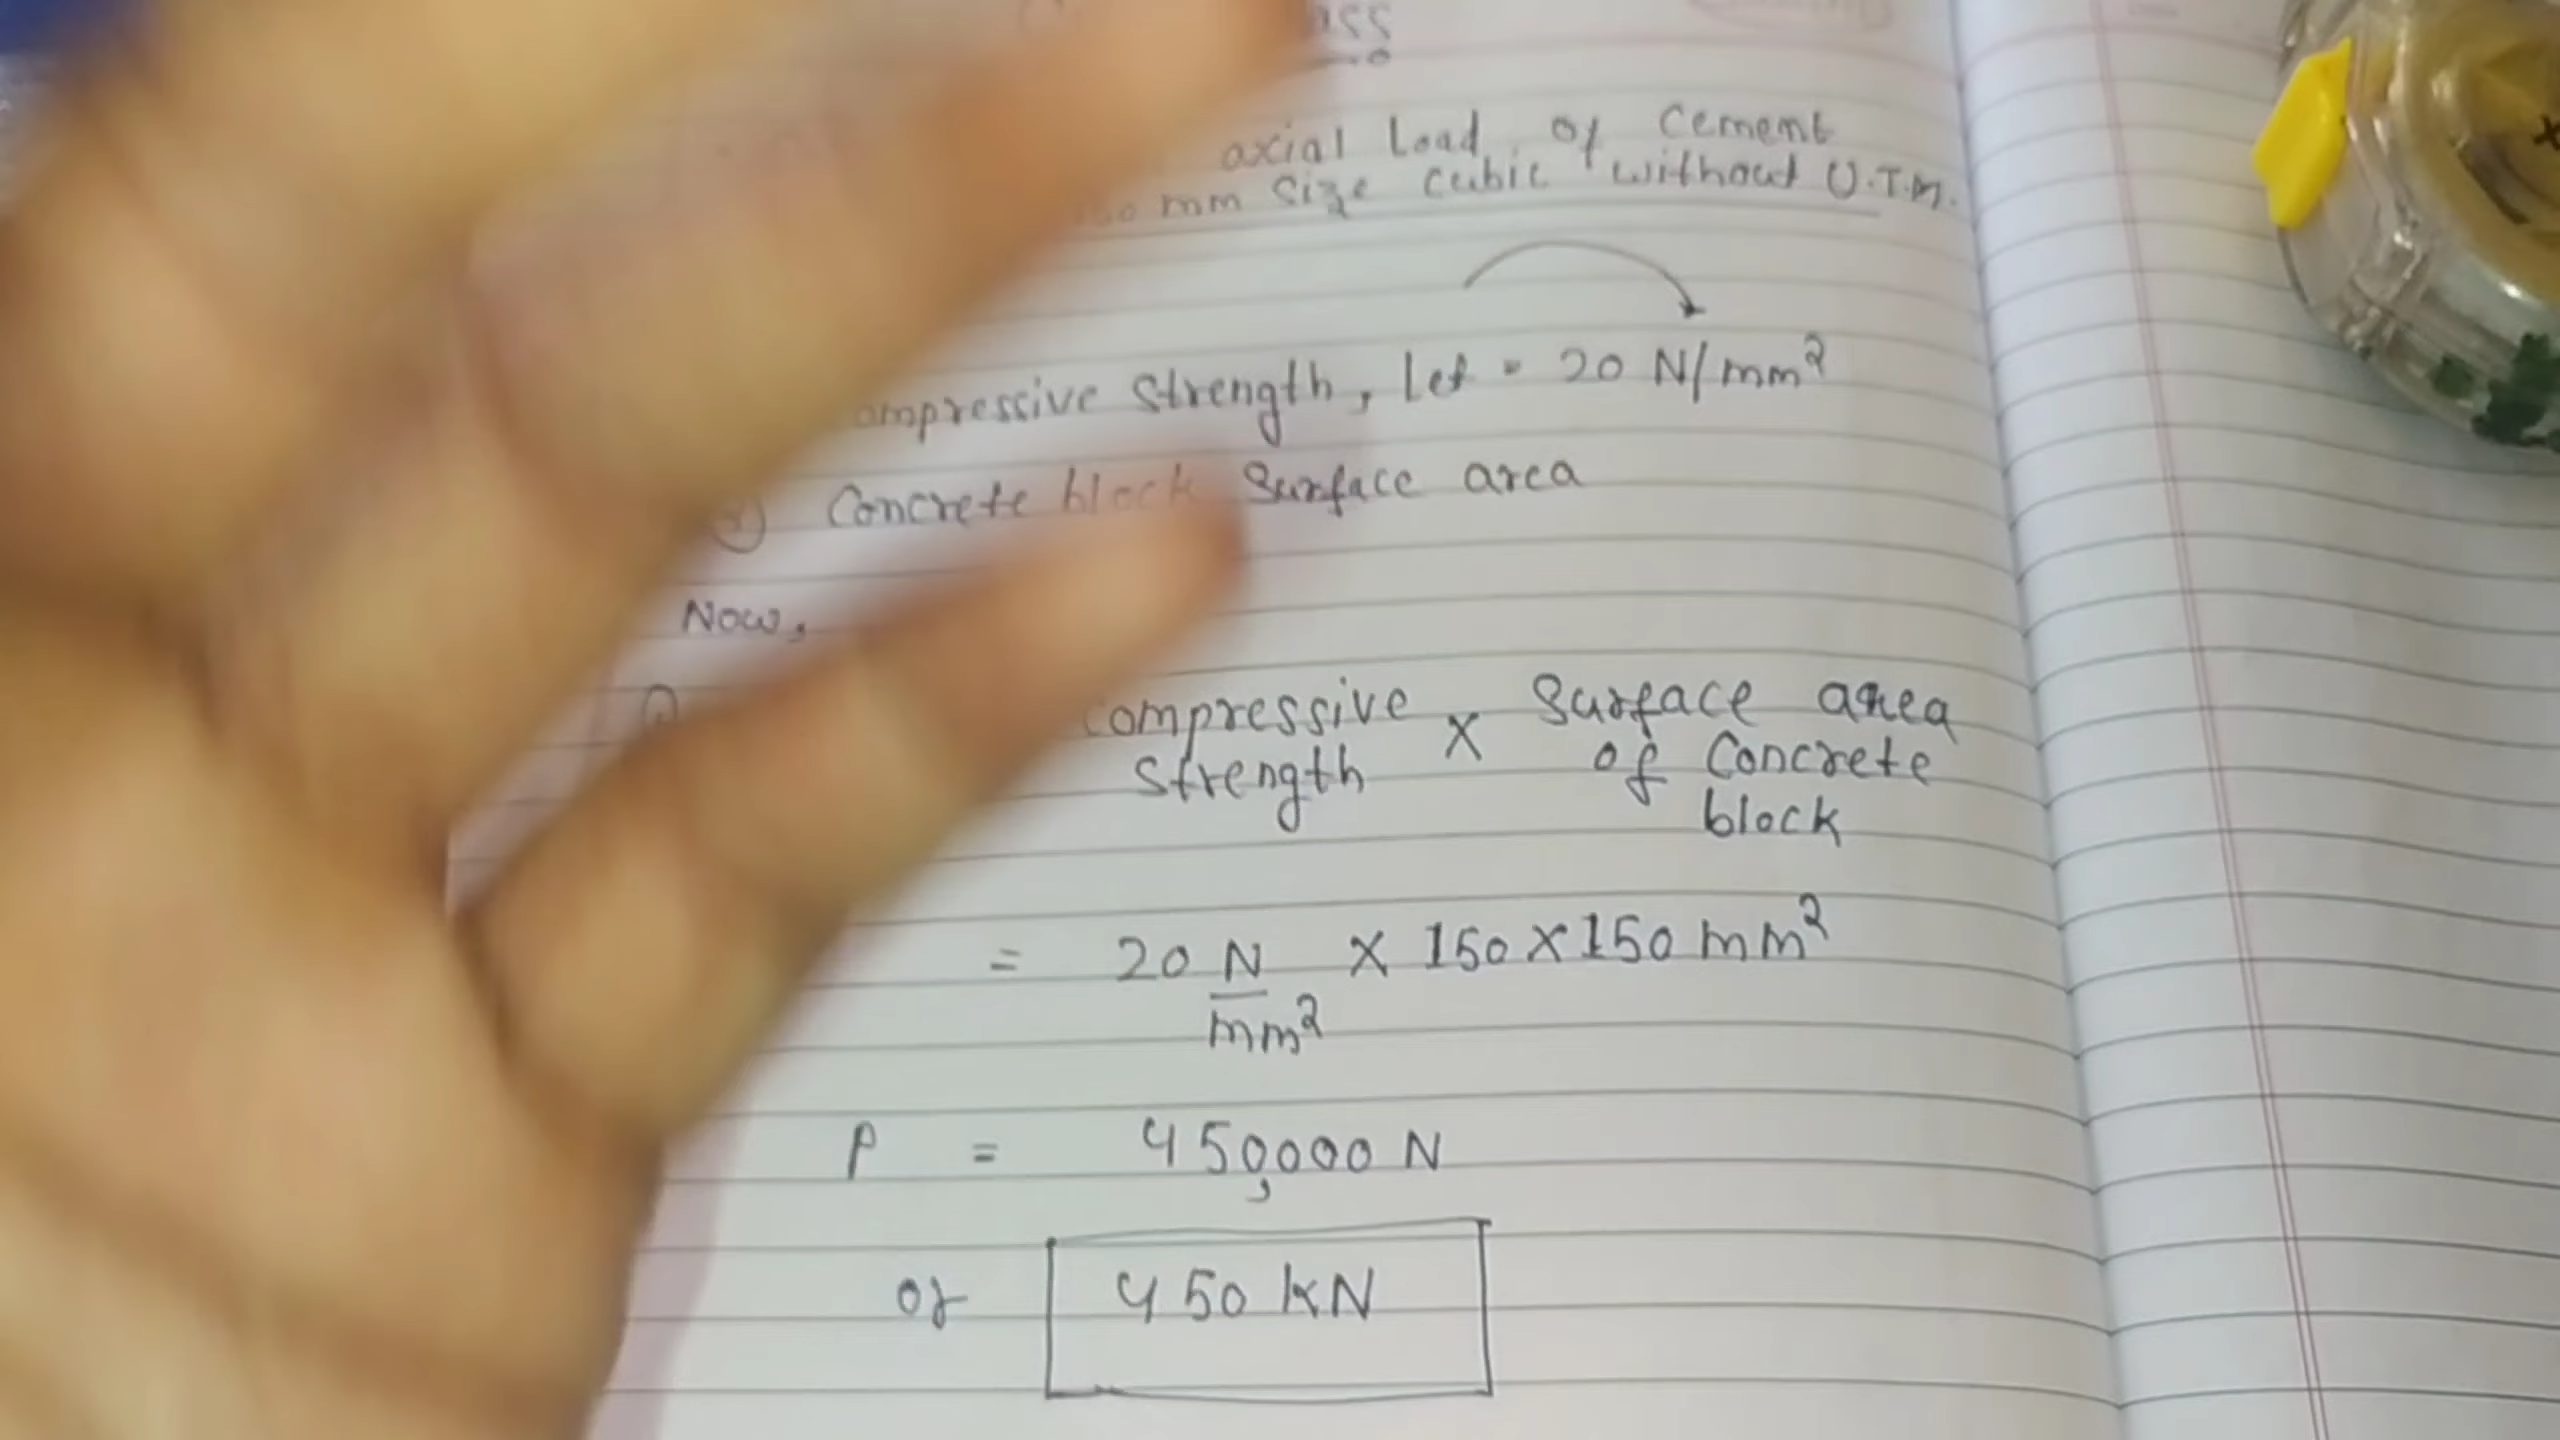 axial Load of Cement
mm Size cubic without U.T.M.
ompressive Strength, Let = 20 N/mm²
Concrete block Surface area
Now,
compressive strength × Surface area of Concrete block
= 20 N/mm² × 150 × 150 mm²
P = 450,000 N
or 450 kN